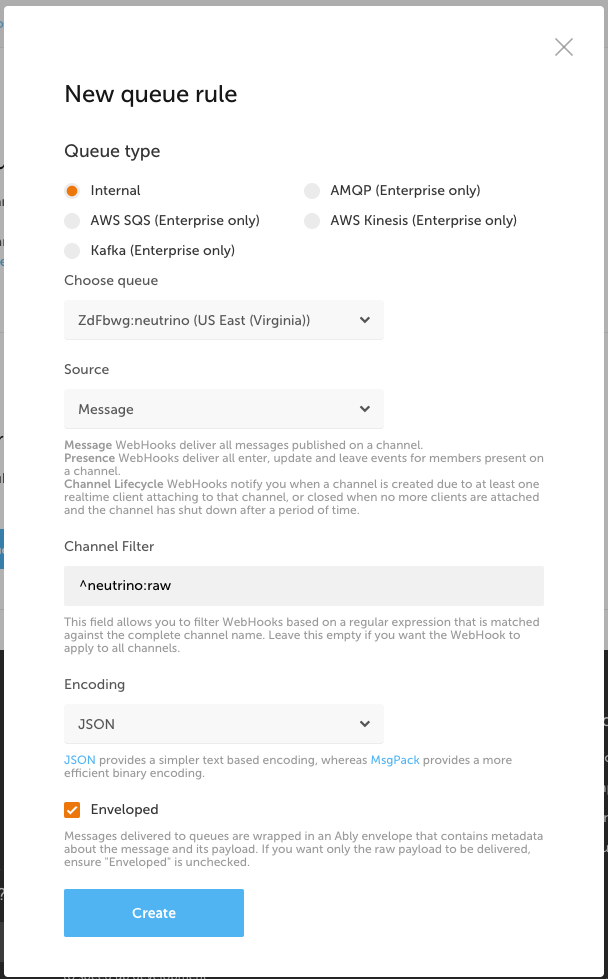 New queue rule
Queue type
Internal
AMQP (Enterprise only)
AWS SQS (Enterprise only)
AWS Kinesis (Enterprise only)
Kafka (Enterprise only)
Choose queue
ZdFbwg:neutrino (US East (Virginia))
Source
Message
Message WebHooks deliver all messages published on a channel.
Presence WebHooks deliver all enter, update and leave events for members present on
a channel.
Channel Lifecycle WebHooks notify you when a channel is created due to at least one
realtime client attaching to that channel, or closed when no more clients are attached
and the channel has shut down after a period of time.
Channel Filter
^neutrino:raw
This field allows you to filter WebHooks based on a regular expression that is matched
against the complete channel name. Leave this empty if you want the WebHook to
apply to all channels.
Encoding
JSON
JSON provides a simpler text based encoding, whereas MsgPack provides a more
efficient binary encoding.
Enveloped
Messages delivered to queues are wrapped in an Ably envelope that contains metadata
about the message and its payload. If you want only the raw payload to be delivered,
ensure "Enveloped" is unchecked.
Create